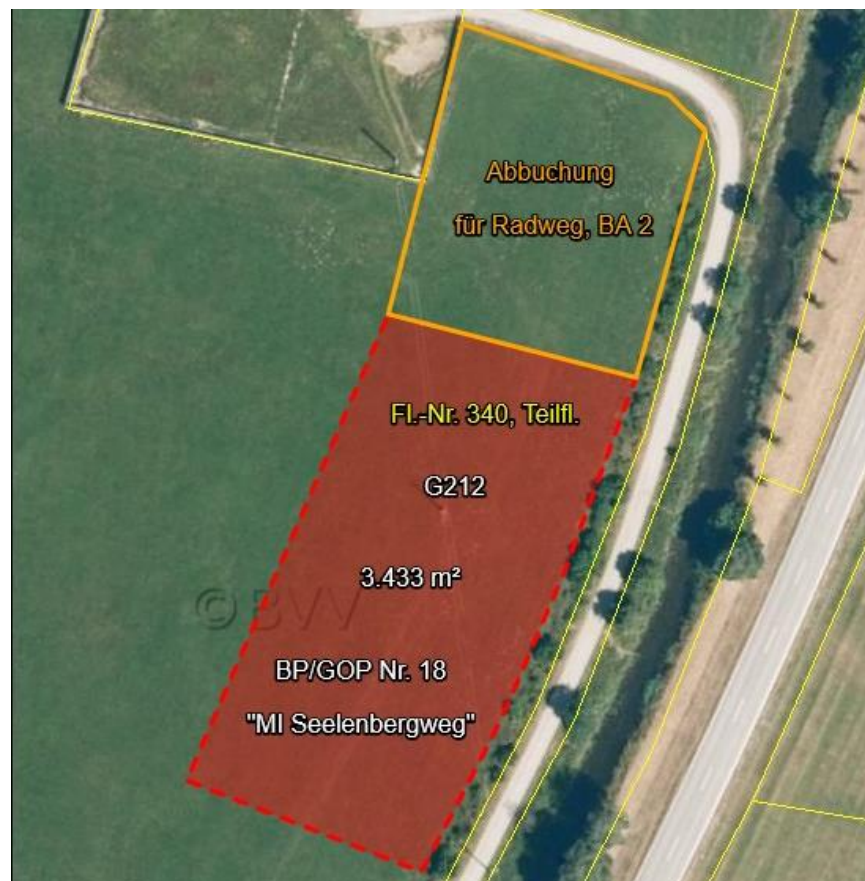 Abbuchung
für Radweg, BA 2
Fl.-Nr. 340, Teilfl.
G212
3.433 m²
© BVV
BP/GOP Nr. 18
"MI Seelenbergweg"